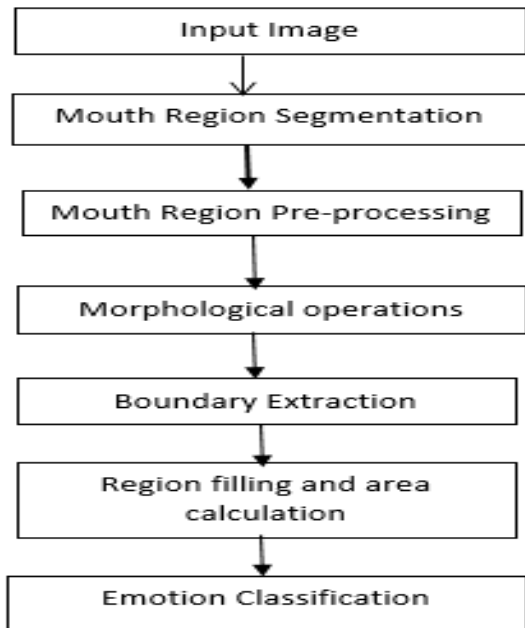 Input Image
Mouth Region Segmentation
Mouth Region Pre-processing
Morphological operations
Boundary Extraction
Region filling and area
calculation
Emotion Classification